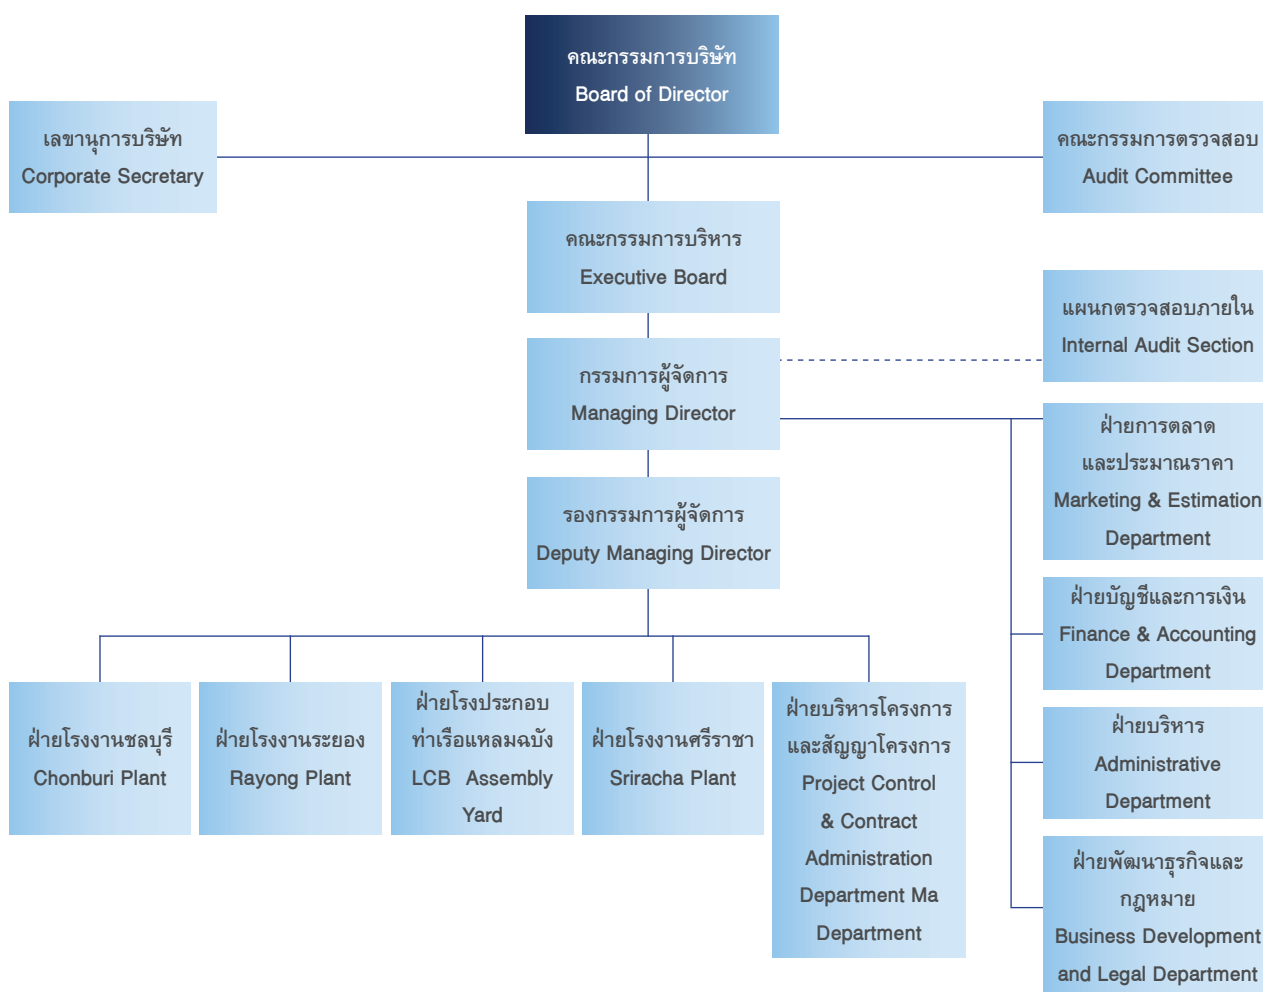 คณะกรรมการบริษัท
Board of Director
เลขานุการบริษัท
Corporate Secretary
คณะกรรมการตรวจสอบ
Audit Committee
คณะกรรมการบริหาร
Executive Board
แผนกตรวจสอบภายใน
Internal Audit Section
กรรมการผู้จัดการ
Managing Director
ฝ่ายการตลาด
และประมาณราคา
Marketing & Estimation
Department
รองกรรมการผู้จัดการ
Deputy Managing Director
ฝ่ายบัญชีและการเงิน
Finance & Accounting
Department
ฝ่ายบริหาร
Administrative
Department
ฝ่ายพัฒนาธุรกิจและ
กฎหมาย
Business Development
and Legal Department
ฝ่ายโรงงานชลบุรี
Chonburi Plant
ฝ่ายโรงงานระยอง
Rayong Plant
ฝ่ายโรงประกอบ
ท่าเรือแหลมฉบัง
LCB Assembly
Yard
ฝ่ายโรงงานศรีราชา
Sriracha Plant
ฝ่ายบริหารโครงการ
และสัญญาโครงการ
Project Control
& Contract
Administration
Department Ma
Department